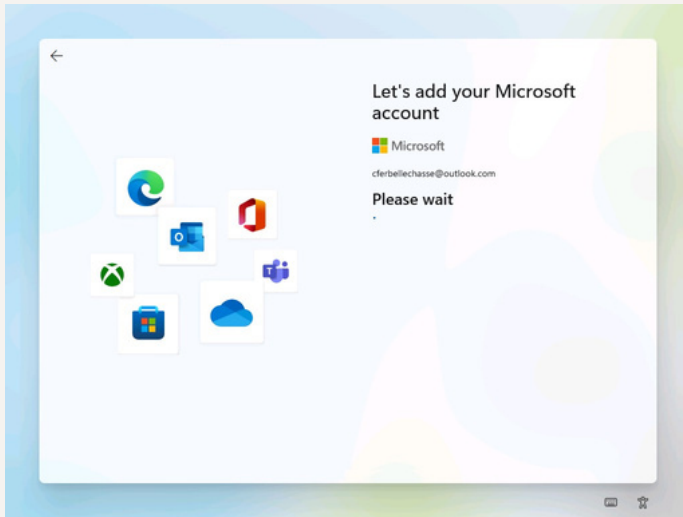 Let's add your Microsoft
account
Microsoft
cferbellechasse@outlook.com
Please wait